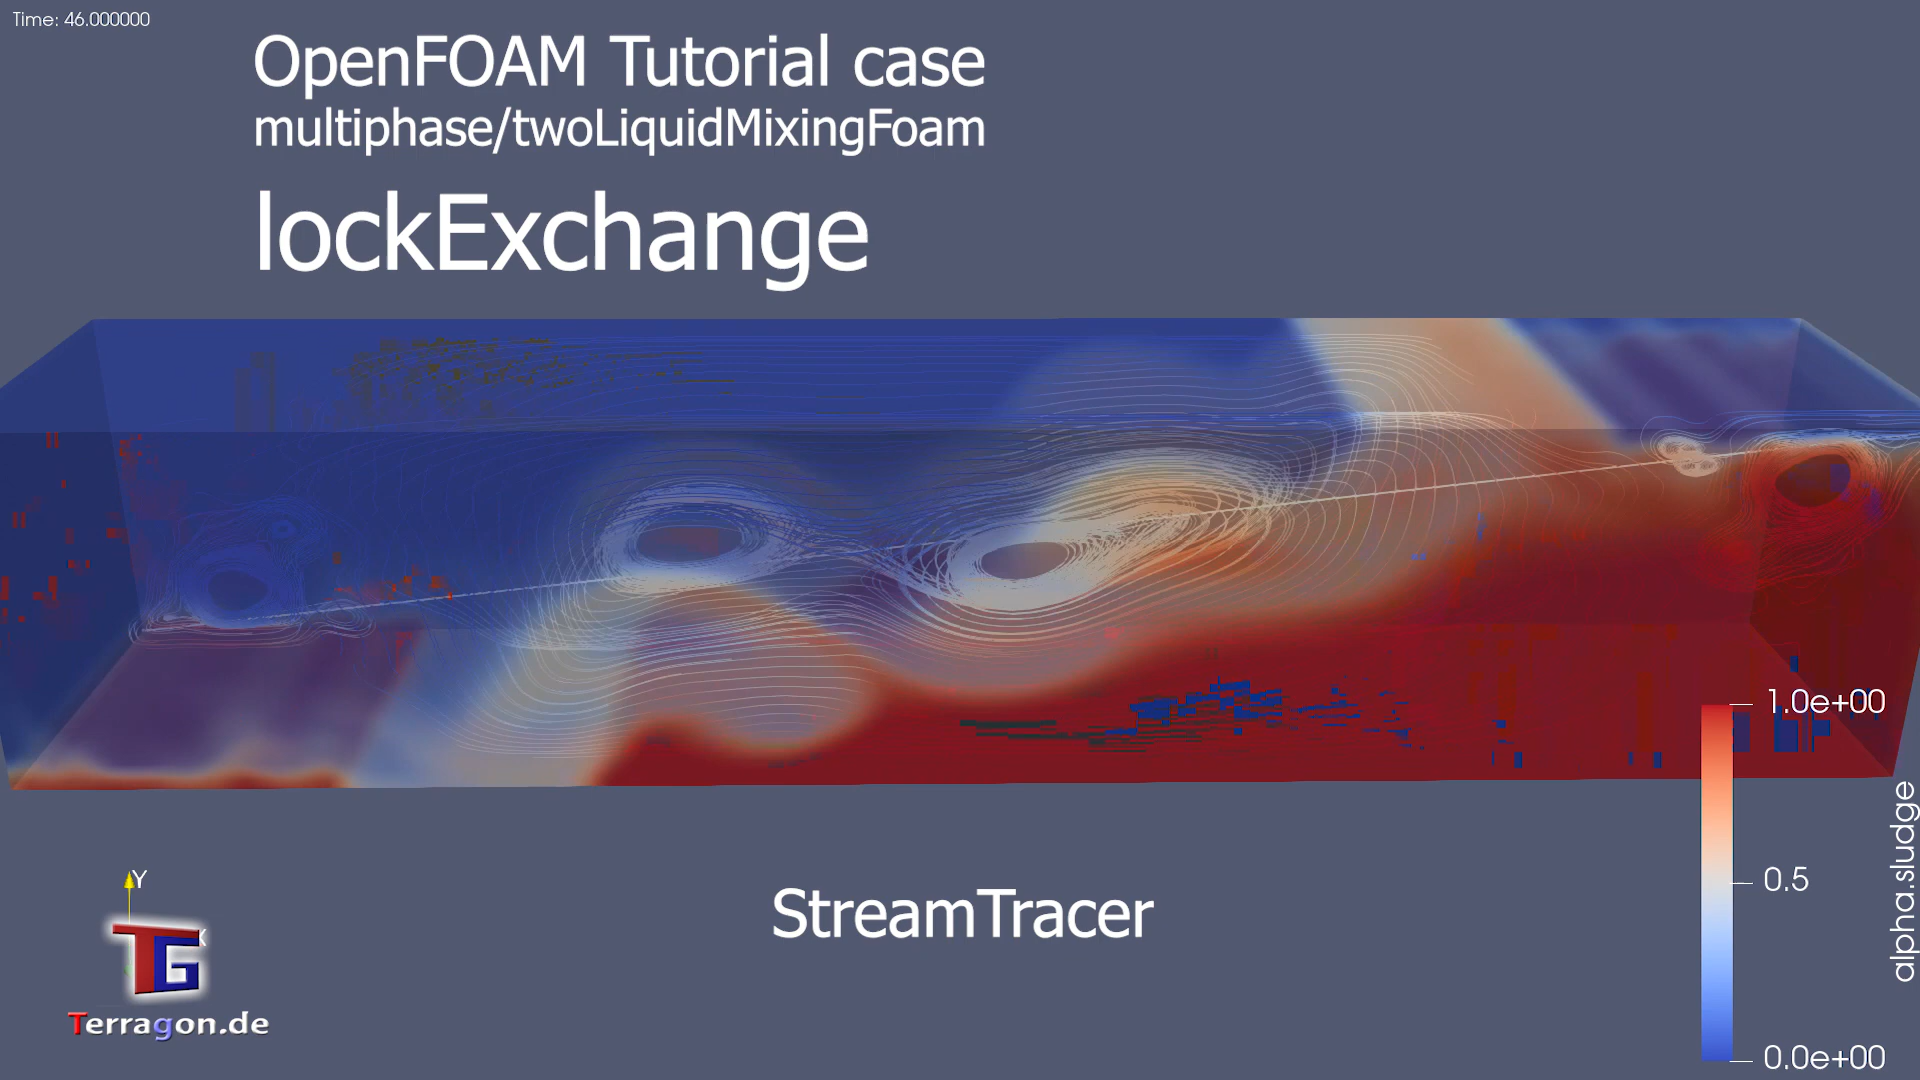 Time: 46.000000
OpenFOAM Tutorial case
multiphase/twoLiquidMixingFoam
lockExchange
1.0e+00
0.5
0.0e+00
alpha.sludge
StreamTracer
Y
X
TG
Terragon.de